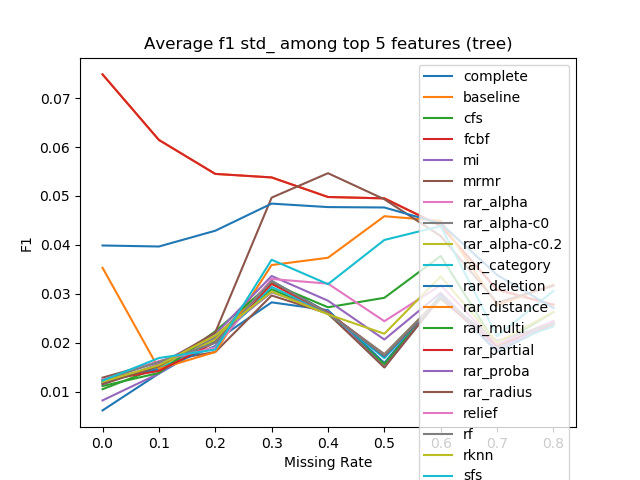 Average f1 std_ among top 5 features (tree)
F1
0.07
0.06
0.05
0.04
0.03
0.02
0.01
complete
baseline
cfs
fcbf
mi
mrmr
rar_alpha
rar_alpha-c0
rar_alpha-c0.2
rar_category
rar_deletion
rar_distance
rar_multi
rar_partial
rar_proba
rar_radius
relief
rf
rknn
sfs
0.0 0.1 0.2 0.3 0.4 0.5 0.6 0.7 0.8
Missing Rate